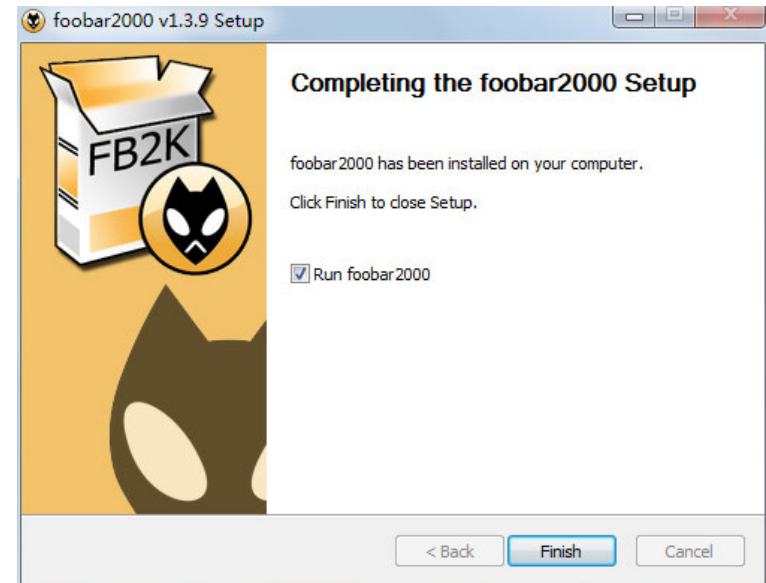 foobar2000 v1.3.9 Setup
FB2K
Completing the foobar2000 Setup
foobar2000 has been installed on your computer.
Click Finish to close Setup.
Run foobar2000
< Back
Finish
Cancel